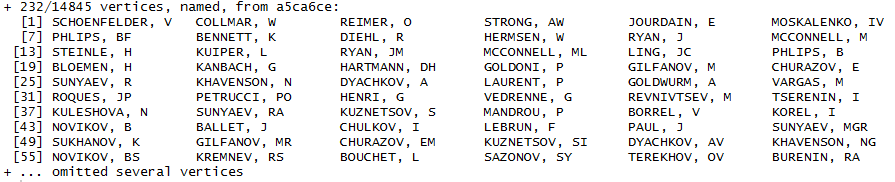 + 232/14845 vertices, named, from a5ca6ce:
[1] SCHOENFELDER, V COLLMAR, W REIMER, O STRONG, AW JOURDAIN, E MOSKALENKO, IV
[7] PHLIPS, BF BENNETT, K DIEHL, R HERMSEN, W RYAN, J MCCONNELL, M
[13] STEINLE, H KUIPER, L RYAN, JM MCCONNELL, ML LING, JC PHLIPS, B
[19] BLOEMEN, H KANBACH, G HARTMANN, DH GOLDONI, P GILFANOV, M CHURAZOV, E
[25] SUNYAEV, R KHAVENSON, N DYACHKOV, A LAURENT, P GOLDWURM, A VARGAS, M
[31] ROQUES, JP PETRUCCI, PO HENRI, G VEDRENNE, G REVNIVTSEV, M TSERENIN, I
[37] KULESHOVA, N SUNYAEV, RA KUZNETSOV, S MANDROU, P BORREL, V KOREL, I
[43] NOVIKOV, B BALLET, J CHULKOV, I LEBRUN, F PAUL, J SUNYAEV, MGR
[49] SUKHANOV, K GILFANOV, MR CHURAZOV, EM KUZNETSOV, SI DYACHKOV, AV KHAVENSON, NG
[55] NOVIKOV, BS KREMNEV, RS BOUCHET, L SAZONOV, SY TEREKHOV, OV BURENIN, RA
+ ... omitted several vertices